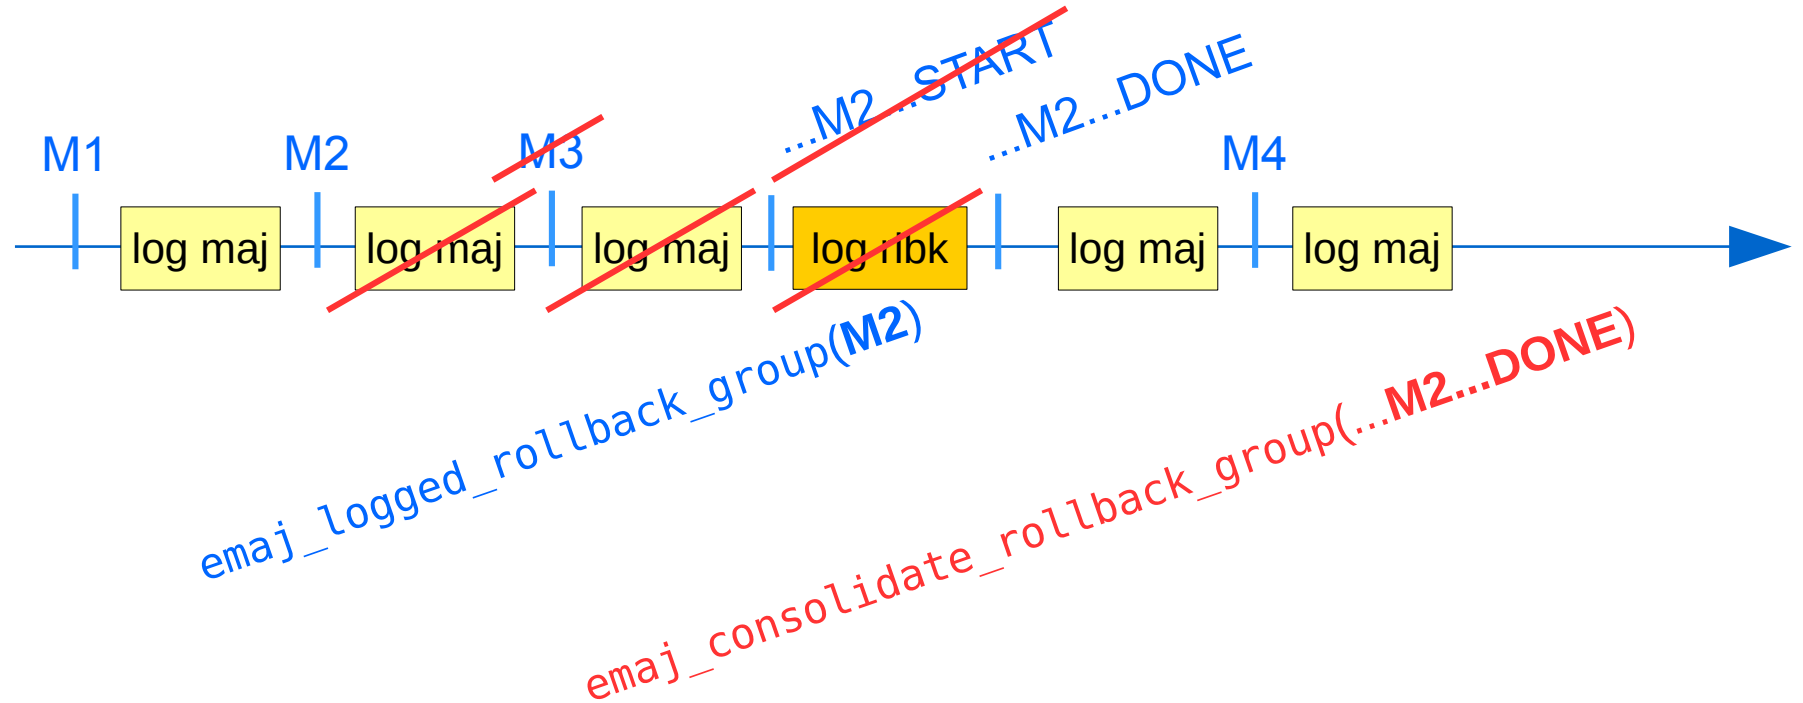 M1
M2
M3
...M2...START
...M2...DONE
M4
log maj
log maj
log maj
log rlbk
log maj
log maj
emaj_logged_rollback_group(M2)
emaj_consolidate_rollback_group(...M2...DONE)